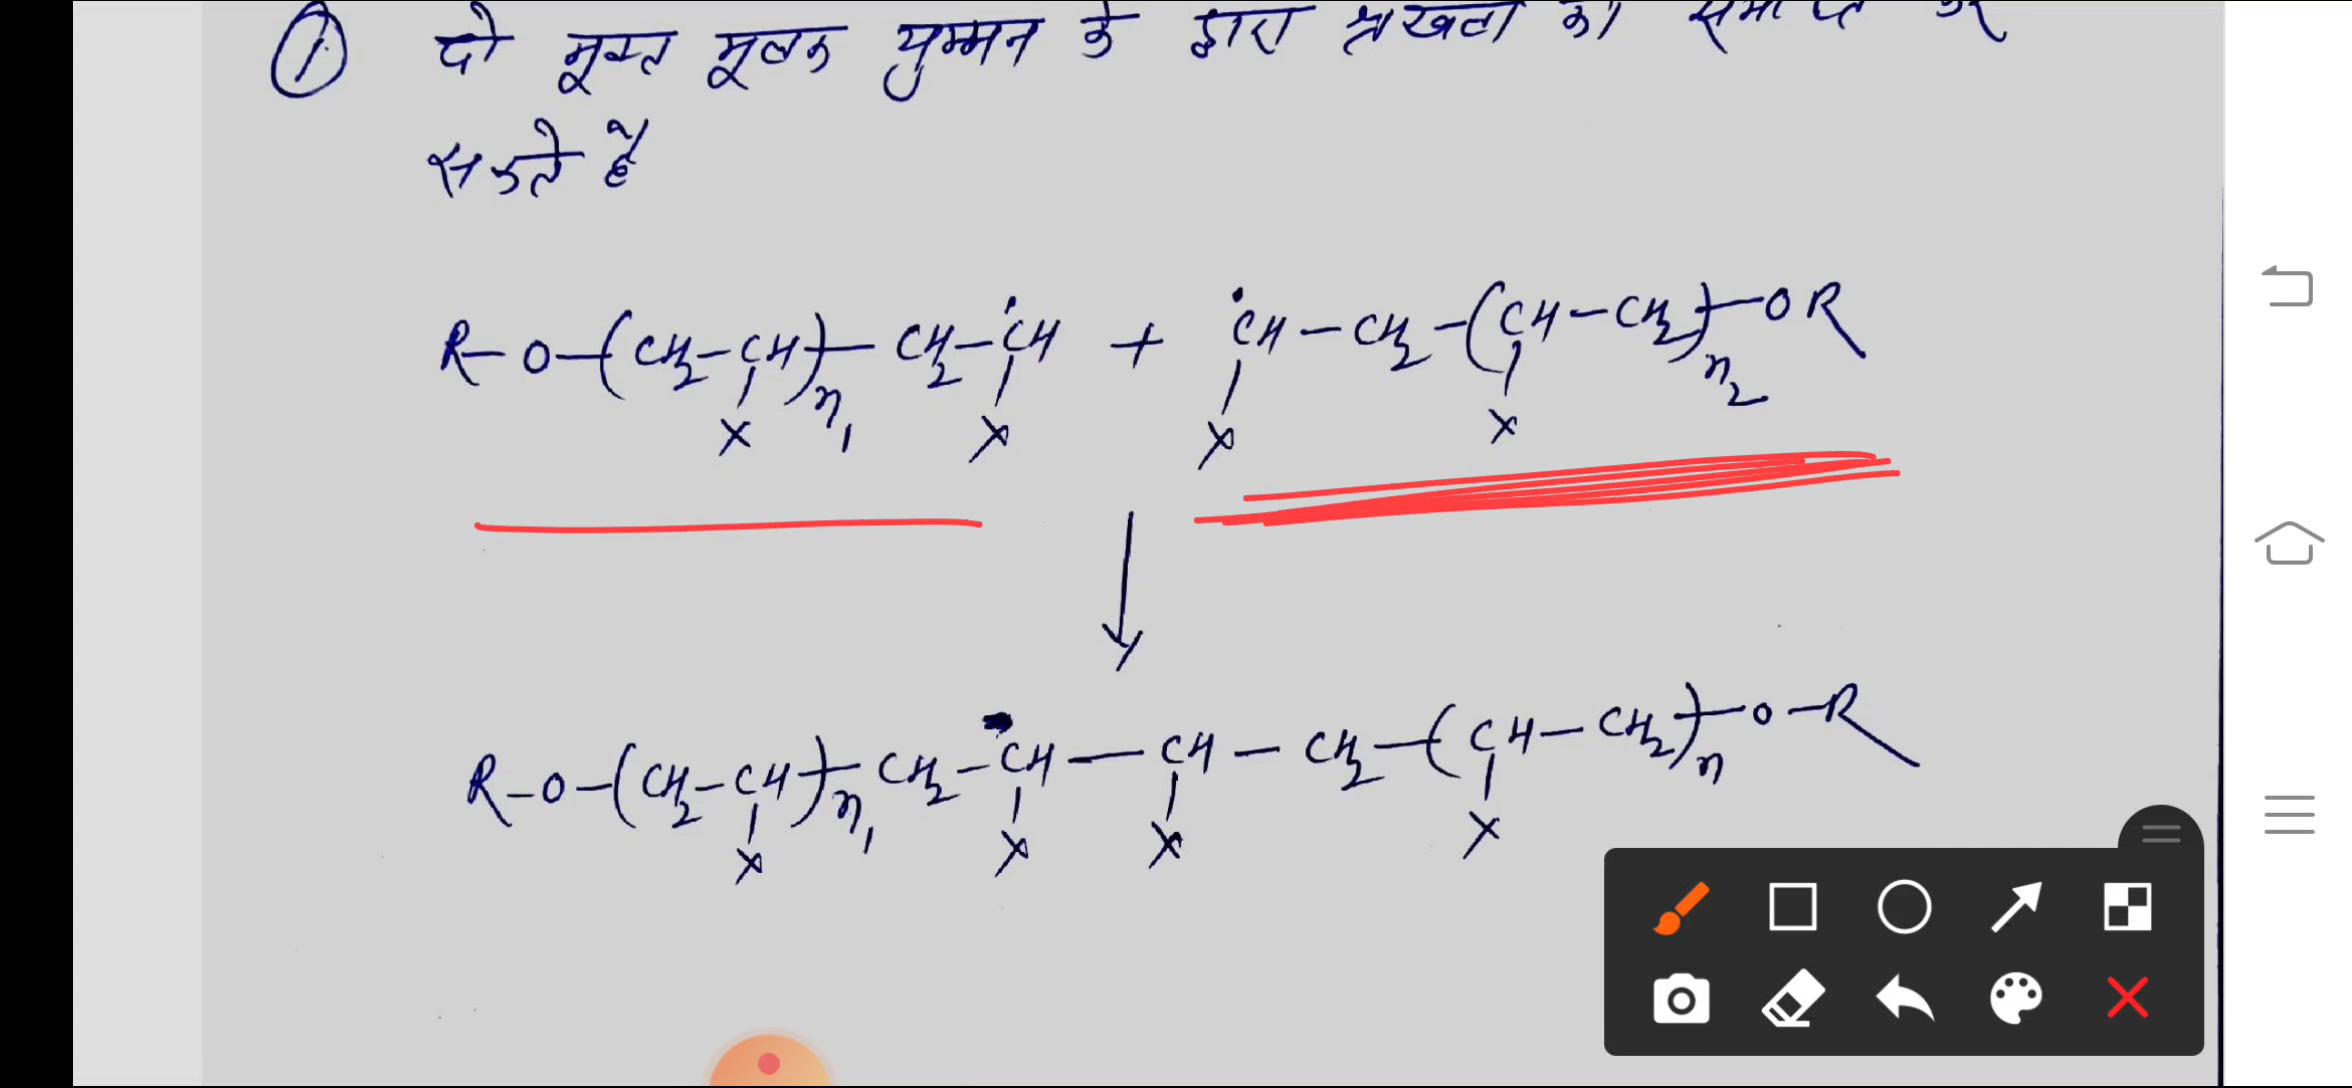 ① दो मूक्त मूलक युग्मन के द्वारा श्रृखला को समाप्त कर
सकते हैं
R-O-(CH₂-CH)n₁-CH₂-ĊH + ĊH-CH₂-(CH-CH₂)n₂-OR
X X X X
R-O-(CH₂-CH)n₁-CH₂-CH-CH-CH₂-(CH-CH₂)n-O-R
X X X X